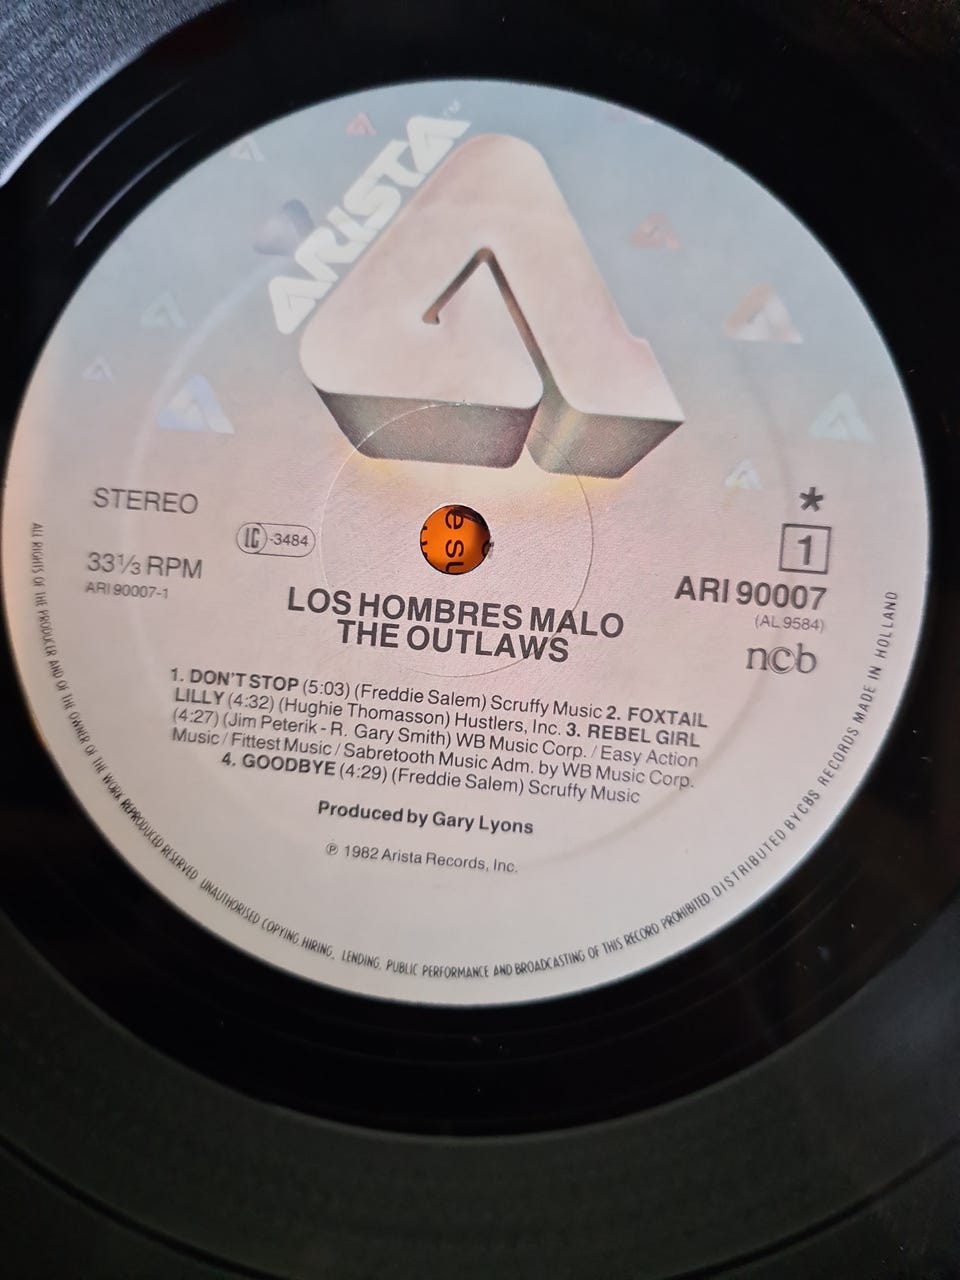 ARISTA
STEREO
LC-3484
33⅓ RPM
ARI 90007-1
*
1
ARI 90007
(AL 9584)
ncb
LOS HOMBRES MALO
THE OUTLAWS
1. DON'T STOP (5:03) (Freddie Salem) Scruffy Music 2. FOXTAIL
LILLY (4:32) (Hughie Thomasson) Hustlers, Inc. 3. REBEL GIRL
(4:27) (Jim Peterik - R. Gary Smith) WB Music Corp. / Easy Action
Music / Fittest Music / Sabretooth Music Adm. by WB Music Corp.
4. GOODBYE (4:29) (Freddie Salem) Scruffy Music
Produced by Gary Lyons
℗ 1982 Arista Records, Inc.
ALL RIGHTS OF THE PRODUCER AND OF THE OWNER OF THE WORK REPRODUCED RESERVED. UNAUTHORISED COPYING HIRING, LENDING, PUBLIC PERFORMANCE AND BROADCASTING OF THIS RECORD PROHIBITED DISTRIBUTED BY CBS RECORDS MADE IN HOLLAND